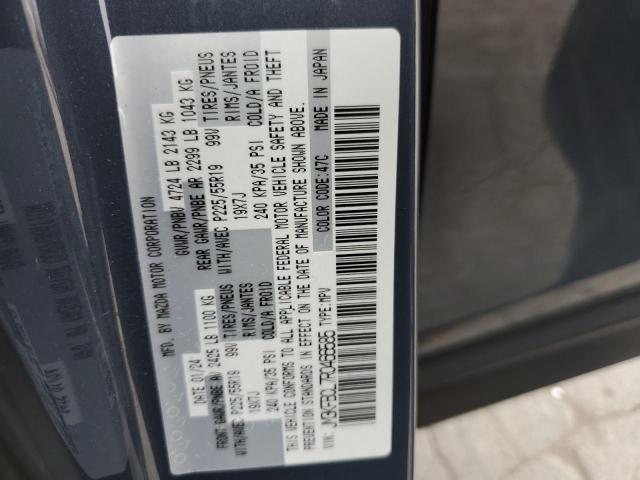 MFD. BY MAZDA MOTOR CORPORATION
DATE 01/24 GVWR/PNBV 4724 LB 2143 KG
FRONT GAWR/PNBE AV 2425 LB 1100 KG REAR GAWR/PNBE AR 2299 LB 1043 KG
WITH/AVEC P225/55R19 99V TIRES/PNEUS WITH/AVEC P225/55R19 99V TIRES/PNEUS
19X7J RIMS/JANTES 19X7J RIMS/JANTES
240 KPA/35 PSI COLD/A FROID 240 KPA/35 PSI COLD/A FROID
THIS VEHICLE CONFORMS TO ALL APPLICABLE FEDERAL MOTOR VEHICLE SAFETY AND THEFT
PREVENTION STANDARDS IN EFFECT ON THE DATE OF MANUFACTURE SHOWN ABOVE.
VIN: TYPE:MPV COLOR CODE:47C MADE IN JAPAN